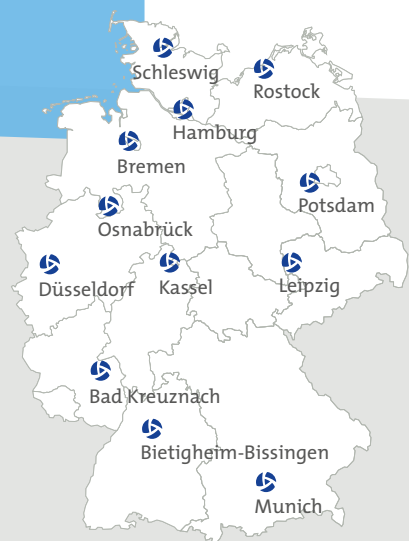 Schleswig
Rostock
Hamburg
Bremen
Potsdam
Osnabrück
Düsseldorf
Kassel
Leipzig
Bad Kreuznach
Bietigheim-Bissingen
Munich